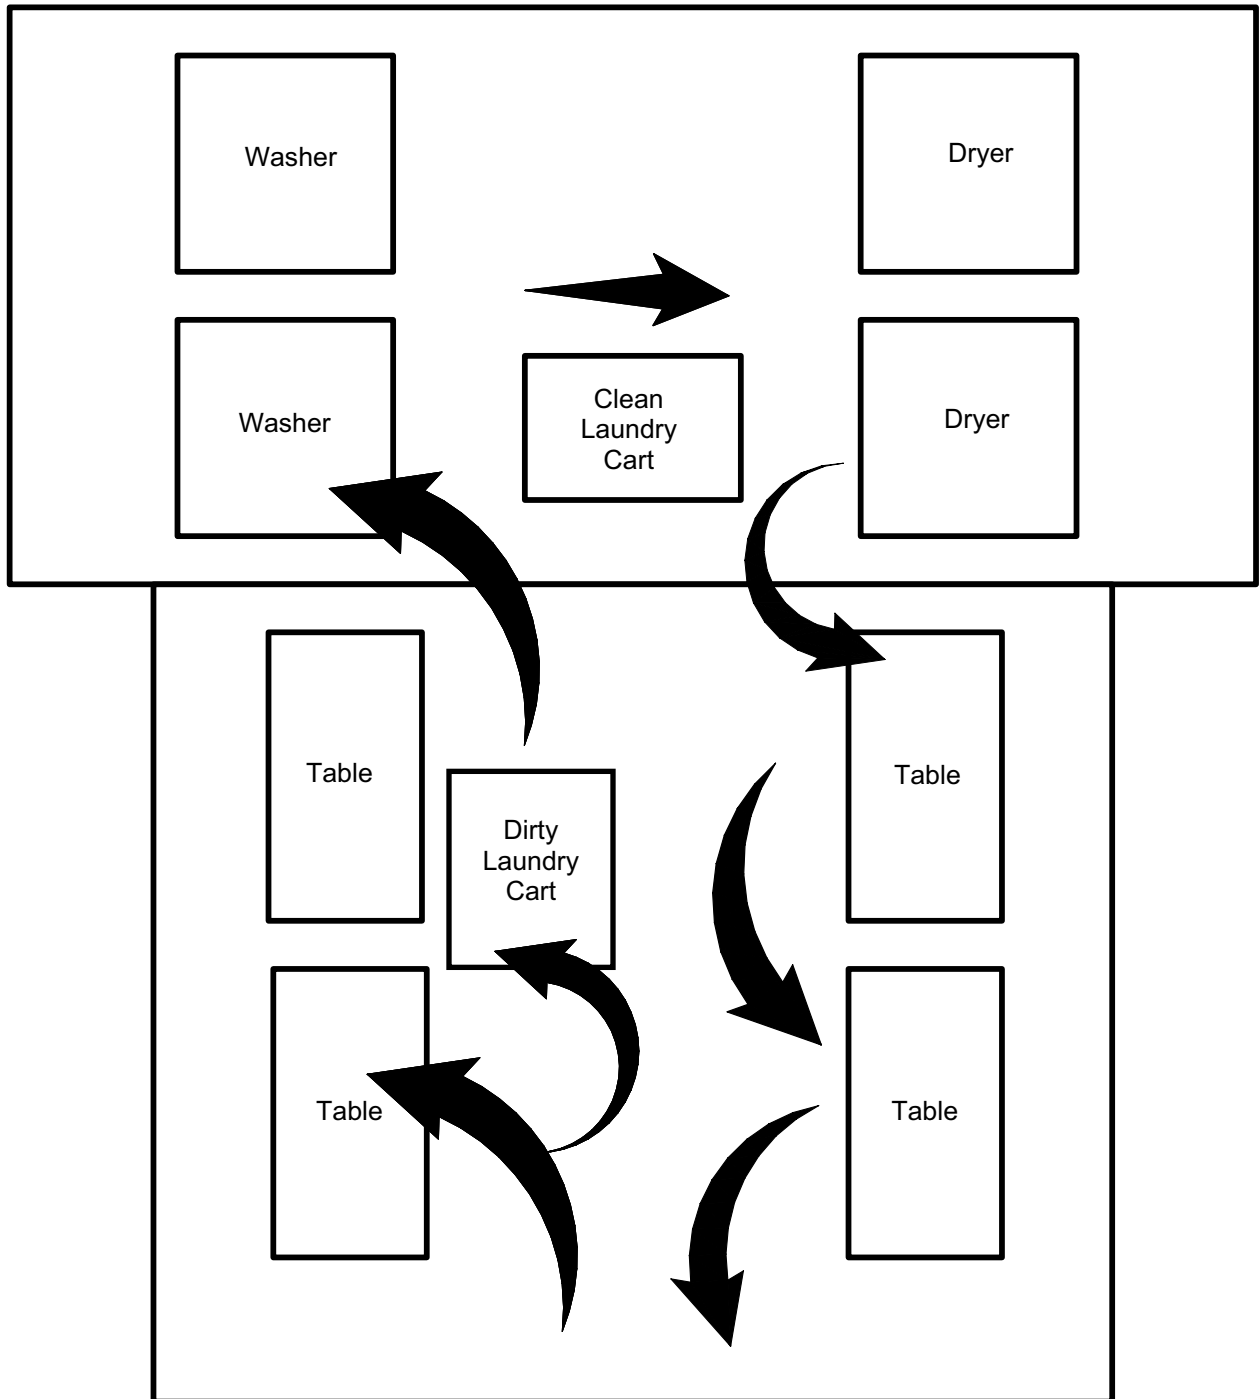 Washer
Dryer
Washer
Clean
Laundry
Cart
Dryer
Table
Dirty
Laundry
Cart
Table
Table
Table